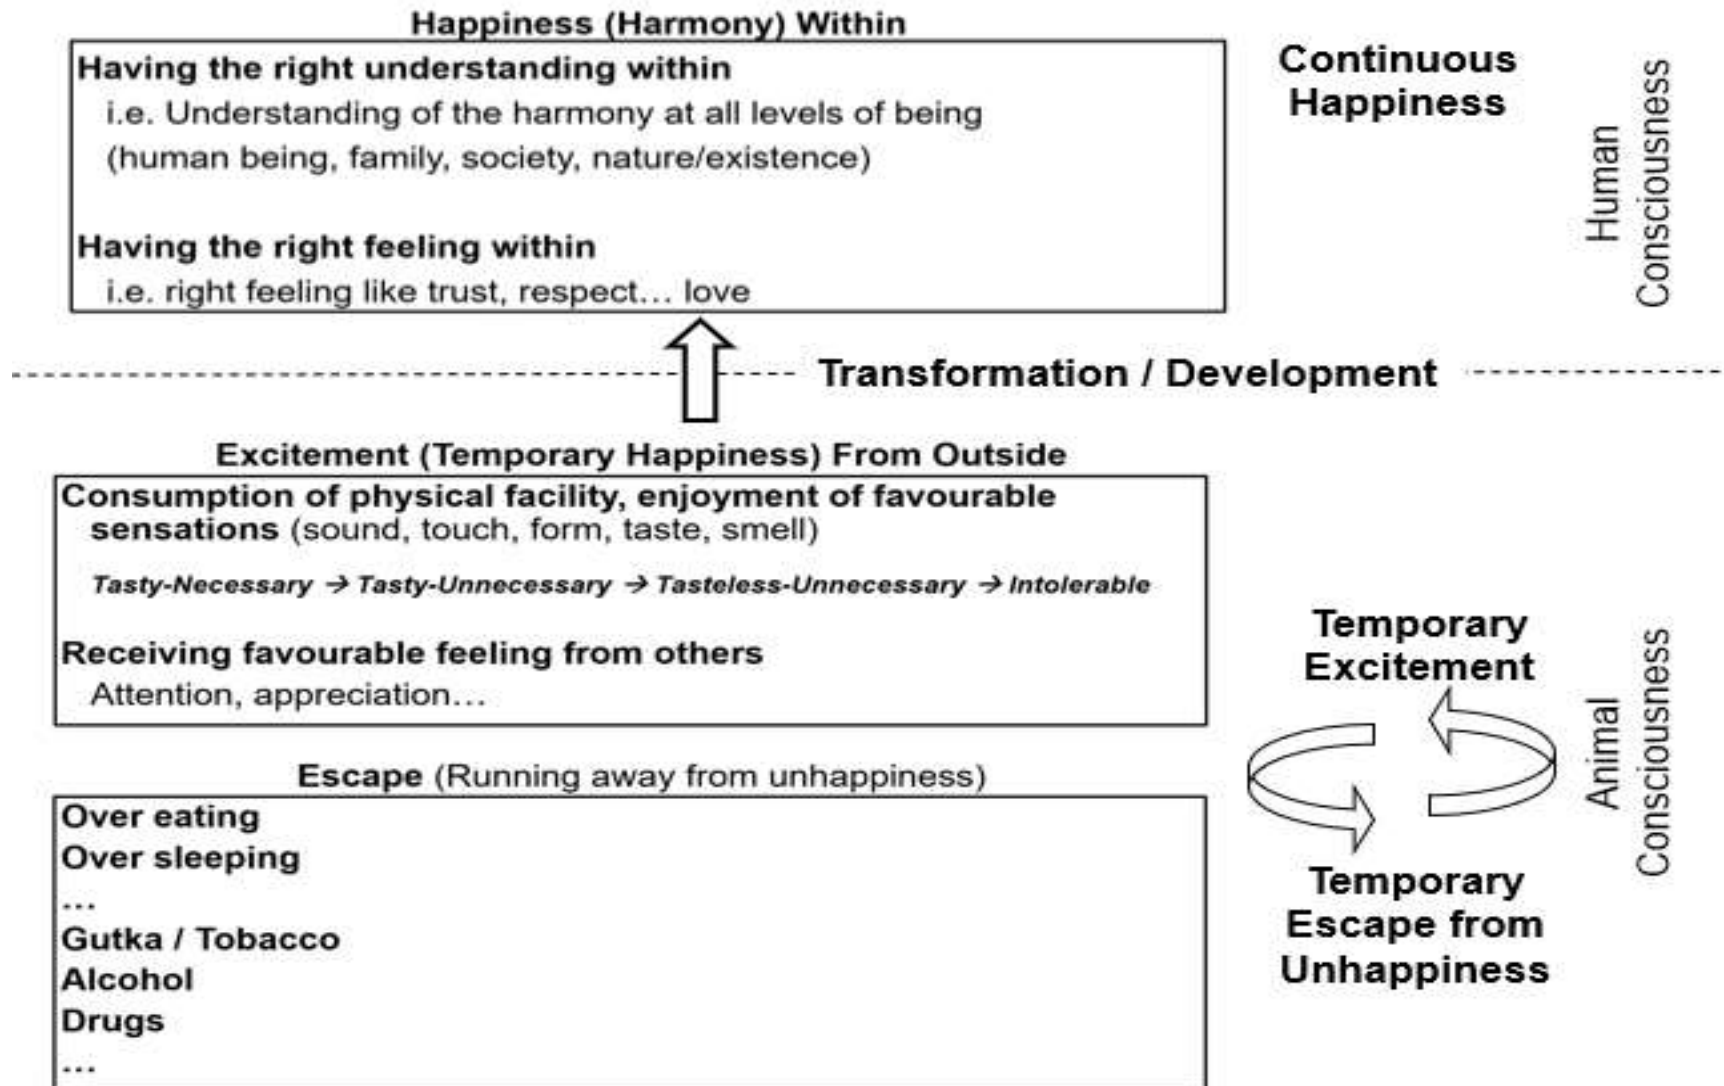 Happiness (Harmony) Within
Having the right understanding within
i.e. Understanding of the harmony at all levels of being
(human being, family, society, nature/existence)
Having the right feeling within
i.e. right feeling like trust, respect... love
Continuous
Happiness
Human
Consciousness
Transformation / Development
Excitement (Temporary Happiness) From Outside
Consumption of physical facility, enjoyment of favourable
sensations (sound, touch, form, taste, smell)
Tasty-Necessary → Tasty-Unnecessary → Tasteless-Unnecessary → Intolerable
Receiving favourable feeling from others
Attention, appreciation...
Temporary
Excitement
Animal
Consciousness
Escape (Running away from unhappiness)
Over eating
Over sleeping
...
Gutka / Tobacco
Alcohol
Drugs
...
Temporary
Escape from
Unhappiness